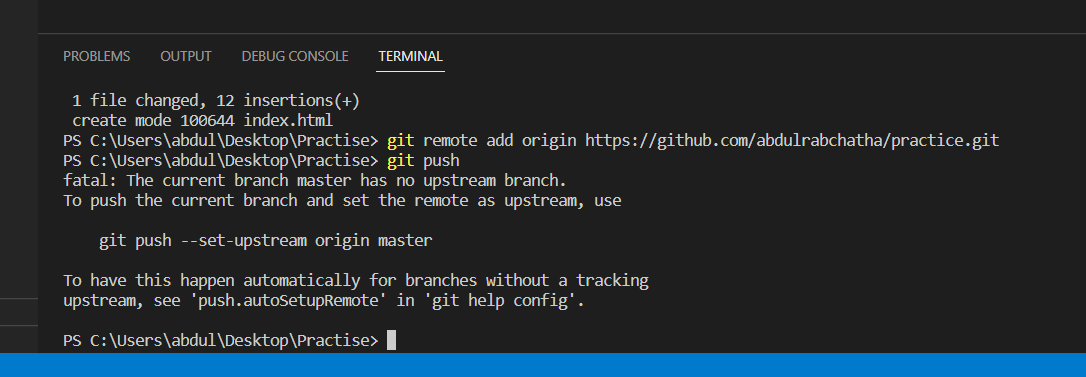 PROBLEMS OUTPUT DEBUG CONSOLE TERMINAL
1 file changed, 12 insertions(+)
create mode 100644 index.html
PS C:\Users\abdul\Desktop\Practise> git remote add origin https://github.com/abdulrabchatha/practice.git
PS C:\Users\abdul\Desktop\Practise> git push
fatal: The current branch master has no upstream branch.
To push the current branch and set the remote as upstream, use
git push --set-upstream origin master
To have this happen automatically for branches without a tracking
upstream, see 'push.autoSetupRemote' in 'git help config'.
PS C:\Users\abdul\Desktop\Practise>